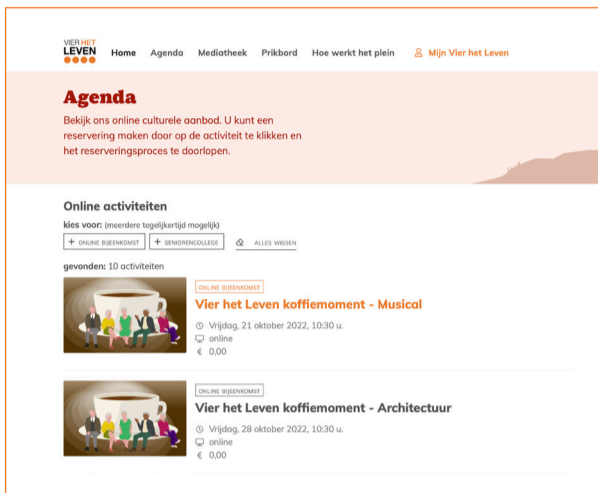 VIER HET
LEVEN
Home Agenda Mediatheek Prikbord Hoe werkt het plein Mijn Vier het Leven
Agenda
Bekijk ons online culturele aanbod. U kunt een
reservering maken door op de activiteit te klikken en
het reserveringsproces te doorlopen.
Online activiteiten
kies voor: (meerdere tegelijkertijd mogelijk)
+ ONLINE BIJEENKOMST + SENIORENCOLLEGE ALLES WISSEN
gevonden: 10 activiteiten
ONLINE BIJEENKOMST
Vier het Leven koffiemoment - Musical
Vrijdag, 21 oktober 2022, 10:30 u.
online
€ 0,00
ONLINE BIJEENKOMST
Vier het Leven koffiemoment - Architectuur
Vrijdag, 28 oktober 2022, 10:30 u.
online
€ 0,00